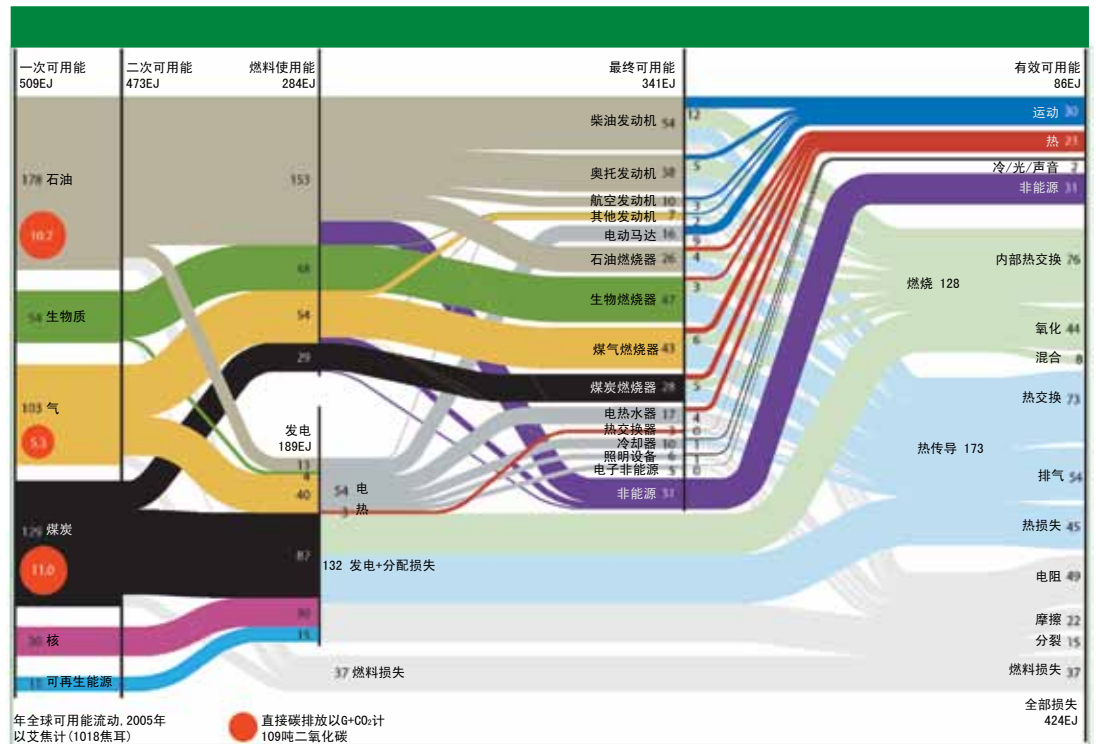 一次可用能
509EJ
二次可用能
473EJ
燃料使用能
284EJ
最终可用能
341EJ
有效可用能
86EJ
178 石油
10.7
54 生物质
103 气
5.3
129 煤炭
11.0
30 核
可再生能源
153
68
54
29
发电
189EJ
13
4
40
87
30
15
54 电
3 热
132 发电+分配损失
37 燃料损失
柴油发动机 54
奥托发动机 38
航空发动机 10
其他发动机 7
电动马达 16
石油燃烧器 26
生物燃烧器 47
煤气燃烧器 43
煤炭燃烧器 28
电热水器 17
热交换器 3
冷却器 10
照明设备 6
电子非能源 5
非能源 31
12
5
3
2
9
4
3
6
5
4
0
1
1
0
运动 30
热 23
冷/光/声音 2
非能源 31
燃烧 128
内部热交换 76
氧化 44
混合 8
热传导 173
热交换 73
排气 54
热损失 45
电阻 49
摩擦 22
分裂 15
燃料损失 37
全部损失
424EJ
年全球可用能流动, 2005年
以艾焦计(1018焦耳)
直接碳排放以G+CO₂计
109吨二氧化碳